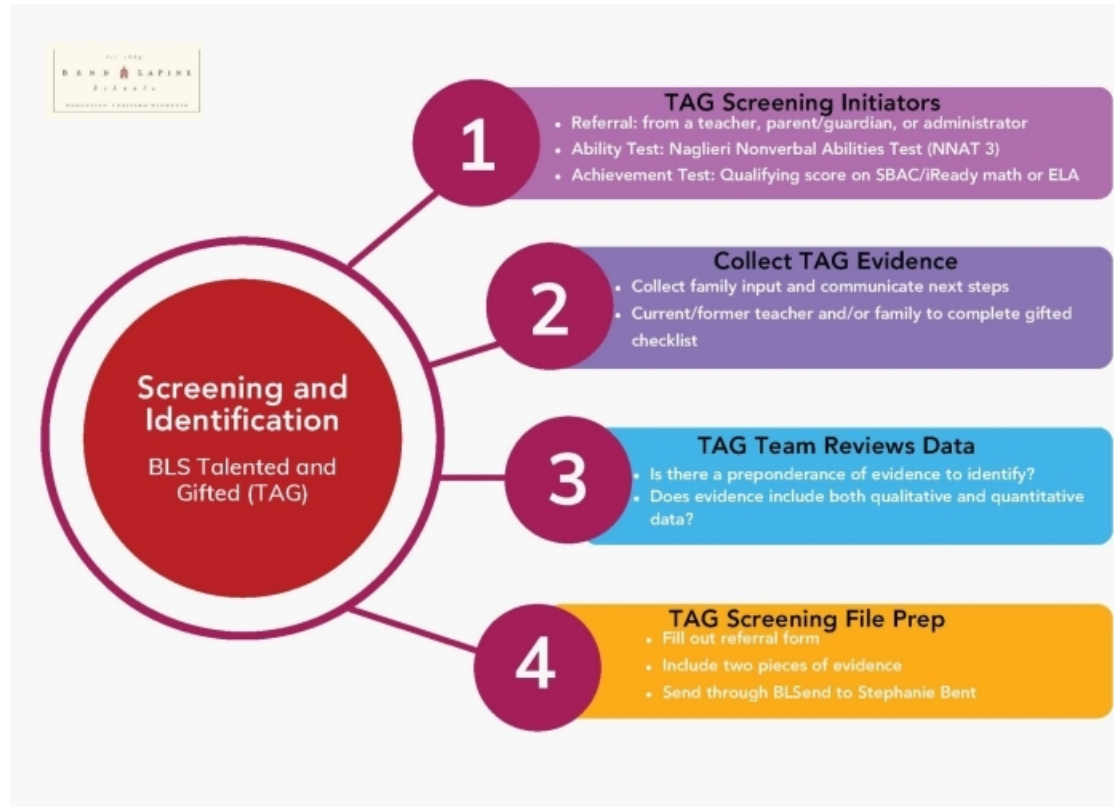 BEND LAPINE
Schools
Screening and
Identification
BLS Talented and
Gifted (TAG)
1
TAG Screening Initiators
• Referral: from a teacher, parent/guardian, or administrator
• Ability Test: Naglieri Nonverbal Abilities Test (NNAT 3)
• Achievement Test: Qualifying score on SBAC/iReady math or ELA
2
Collect TAG Evidence
• Collect family input and communicate next steps
• Current/former teacher and/or family to complete gifted
checklist
3
TAG Team Reviews Data
• Is there a preponderance of evidence to identify?
• Does evidence include both qualitative and quantitative
data?
4
TAG Screening File Prep
• Fill out referral form
• Include two pieces of evidence
• Send through BLSend to Stephanie Bent